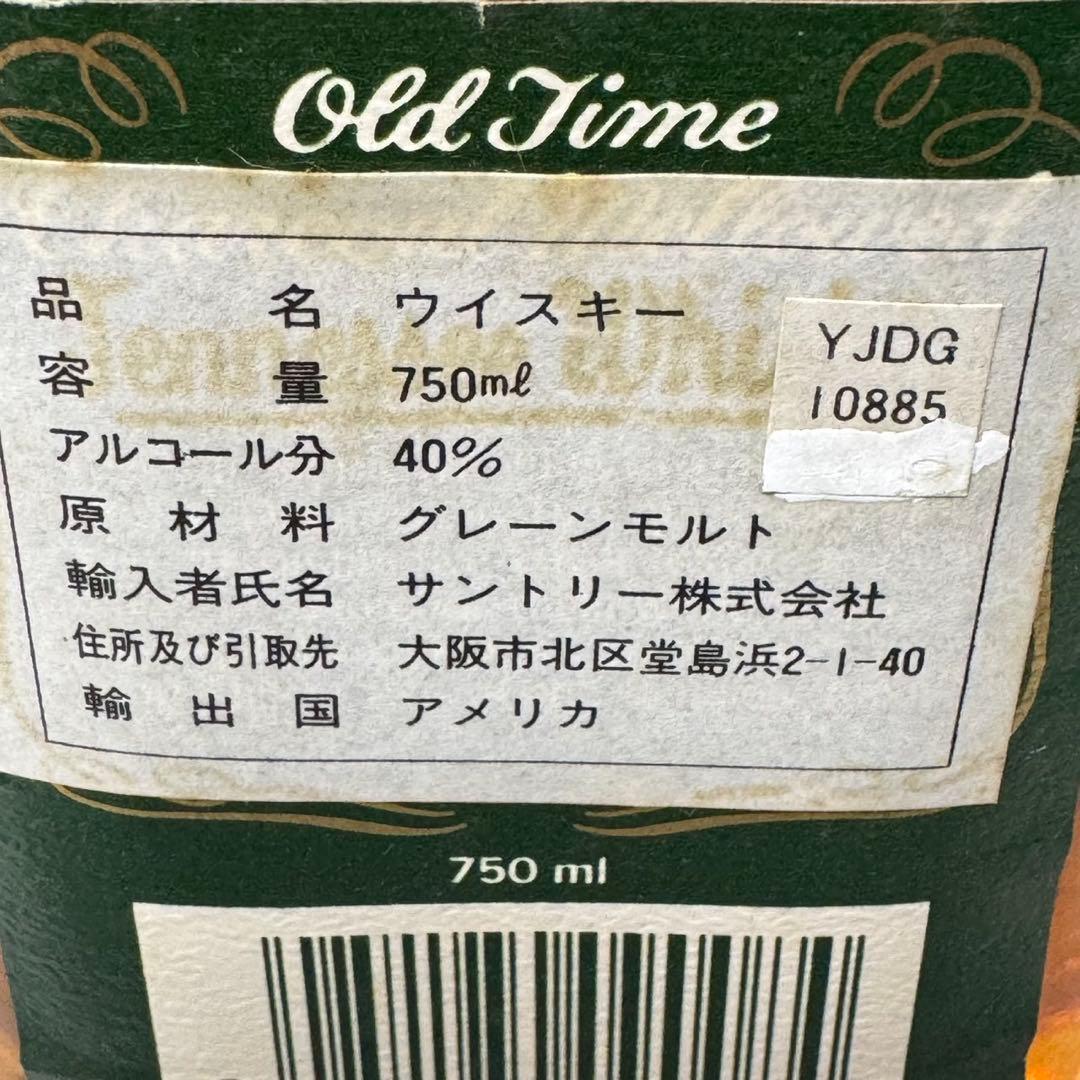 Old Time
品名 ウイスキー
容量 750ml
アルコール分 40%
原材料 グレーンモルト
輸入者氏名 サントリー株式会社
住所及び引取先 大阪市北区堂島浜2-1-40
輸出国 アメリカ
YJDG
10885
750 ml